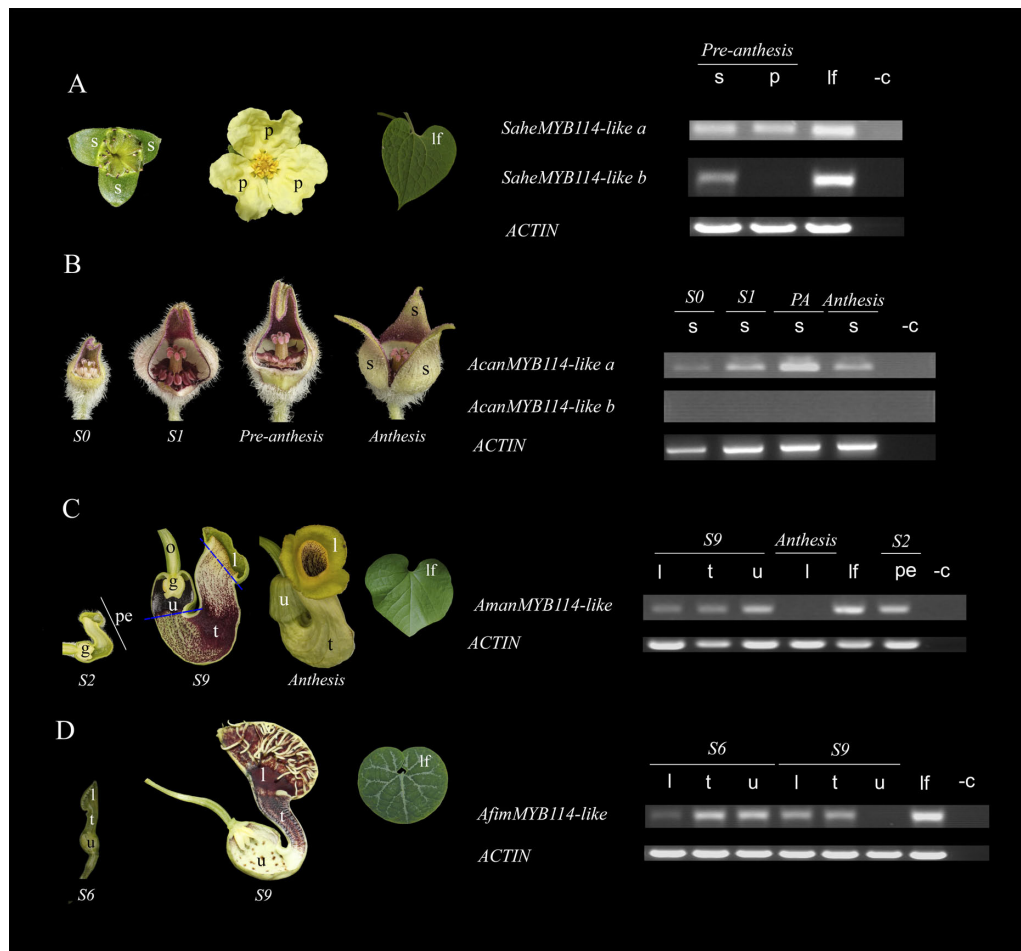 A
s
s
s
p
p
p
lf
Pre-anthesis
s p lf -c
SaheMYB114-like a
SaheMYB114-like b
ACTIN
B
s
s
s
S0 S1 Pre-anthesis Anthesis
S0 S1 PA Anthesis
s s s s -c
AcanMYB114-like a
AcanMYB114-like b
ACTIN
C
pe
g
S2
o
g
u
l
t
S9
l
u
t
Anthesis
lf
S9 Anthesis S2
l t u l lf pe -c
AmanMYB114-like
ACTIN
D
l
t
u
S6
l
t
u
S9
lf
S6 S9
l t u l t u lf -c
AfimMYB114-like
ACTIN